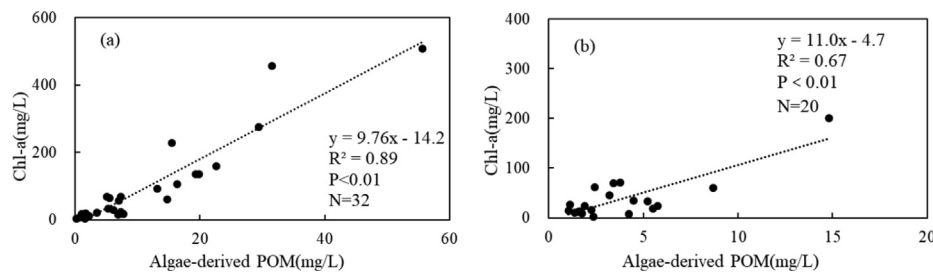 (a)
600
400
200
0
Chl-a(mg/L)
y = 9.76x - 14.2
R² = 0.89
P<0.01
N=32
0 20 40 60
Algae-derived POM(mg/L)
(b)
400
300
200
100
0
Chl-a(mg/L)
y = 11.0x - 4.7
R² = 0.67
P < 0.01
N=20
0 5 10 15 20
Algae-derived POM(mg/L)